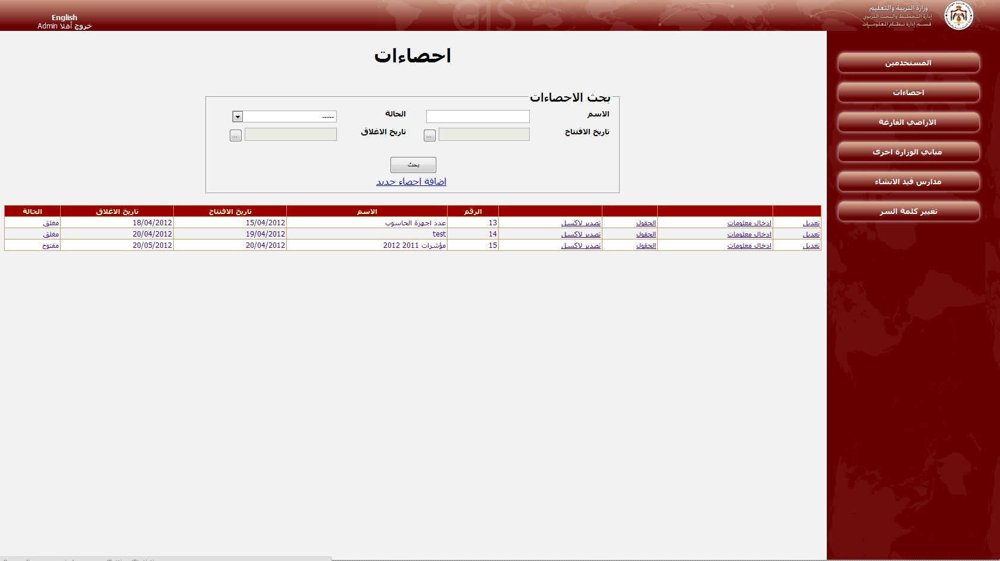 وزارة التربية والتعليم
إدارة التخطيط والبحث التربوي
قسم إدارة نظام المعلومات
GIS
English
خروج أهلا Admin
المستخدمين
احصاءات
الاراضي الفارغة
مباني الوزارة اخرى
مدارس قيد الانشاء
تغيير كلمة السر
احصاءات
بحث الاحصاءات
الاسم الحالة -----
تاريخ الافتتاح ... تاريخ الاغلاق ...
بحث
اضافة احصاء جديد
الرقم الاسم تاريخ الافتتاح تاريخ الاغلاق الحالة
تعديل ادخال معلومات الحقول تصدير لاكسل 13 عدد اجهزة الحاسوب 15/04/2012 18/04/2012 مغلق
تعديل ادخال معلومات الحقول تصدير لاكسل 14 test 19/04/2012 20/04/2012 مغلق
تعديل ادخال معلومات الحقول تصدير لاكسل 15 مؤشرات 2011 2012 20/04/2012 20/05/2012 مفتوح